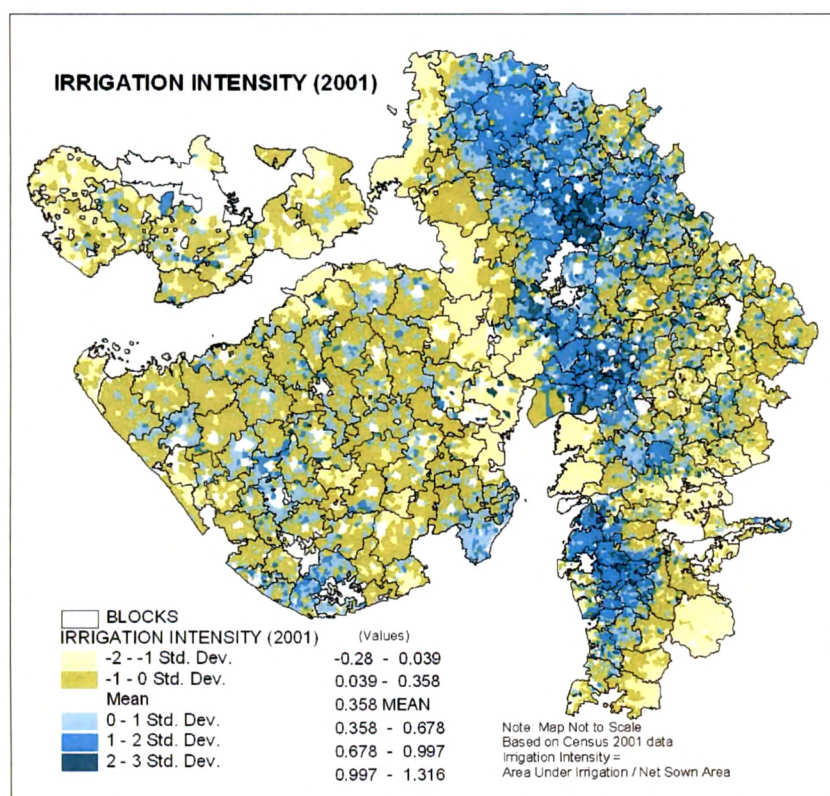 IRRIGATION INTENSITY (2001)
BLOCKS
IRRIGATION INTENSITY (2001) (Values)
-2 - -1 Std. Dev. -0.28 - 0.039
-1 - 0 Std. Dev. 0.039 - 0.358
Mean 0.358 MEAN
0 - 1 Std. Dev. 0.358 - 0.678
1 - 2 Std. Dev. 0.678 - 0.997
2 - 3 Std. Dev. 0.997 - 1.316
Note: Map Not to Scale
Based on Census 2001 data
Irrigation Intensity =
Area Under Irrigation / Net Sown Area